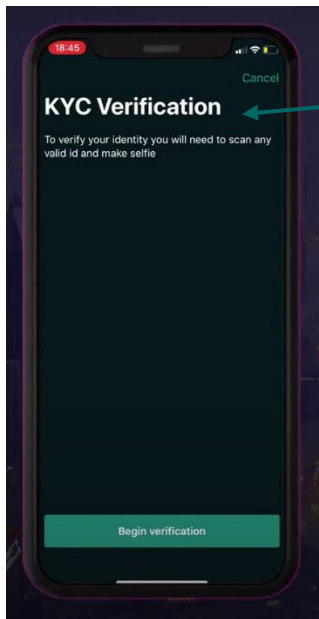 18:45
Cancel
KYC Verification
To verify your identity you will need to scan any
valid id and make selfie
Begin verification